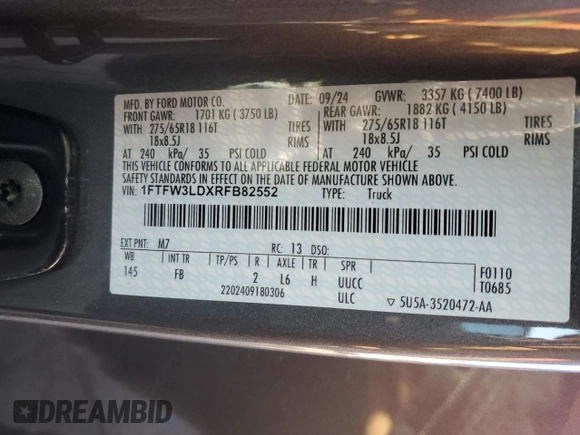 MFD. BY FORD MOTOR CO. DATE: 09/24 GVWR: 3357 KG ( 7400 LB)
FRONT GAWR: 1701 KG ( 3750 LB) REAR GAWR: 1882 KG ( 4150 LB)
WITH 275/65R18 116T TIRES WITH 275/65R18 116T TIRES
18x8.5J RIMS 18x8.5J RIMS
AT 240 kPa/ 35 PSI COLD AT 240 kPa/ 35 PSI COLD
THIS VEHICLE CONFORMS TO ALL APPLICABLE FEDERAL MOTOR VEHICLE
SAFETY STANDARDS IN EFFECT ON THE DATE OF MANUFACTURE SHOWN ABOVE.
VIN: 1FTFW3LDXRFB82552 TYPE: Truck
EXT PNT: M7 RC: 13 DSO:
WB INT TR TP/PS R AXLE TR SPR F0110
145 FB 2 L6 H UUCC T0685
2202409180306 ULC 5U5A-3520472-AA
DREAMBID